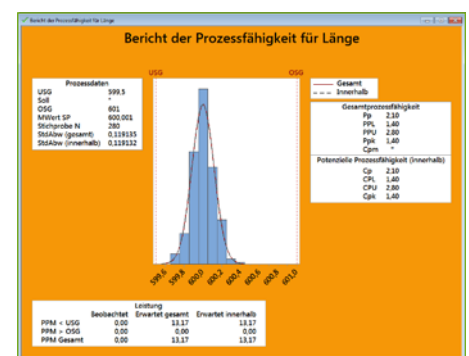 Bericht der Prozessfähigkeit für Länge
Bericht der Prozessfähigkeit für Länge
USG OSG
Prozessdaten
USG 599,5
Soll *
OSG 601
MWert SP 600,001
Stichprobe N 280
StdAbw (gesamt) 0,119135
StdAbw (innerhalb) 0,119132
Gesamt
Innerhalb
Gesamtprozessfähigkeit
Pp 2,10
PPL 1,40
PPU 2,80
Ppk 1,40
Cpm *
Potenzielle Prozessfähigkeit (innerhalb)
Cp 2,10
CPL 1,40
CPU 2,80
Cpk 1,40
599,6 599,8 600,0 600,2 600,4 600,6 600,8 601,0
Leistung
Beobachtet Erwartet gesamt Erwartet innerhalb
PPM < USG 0,00 13,17 13,17
PPM > OSG 0,00 0,00 0,00
PPM Gesamt 0,00 13,17 13,17